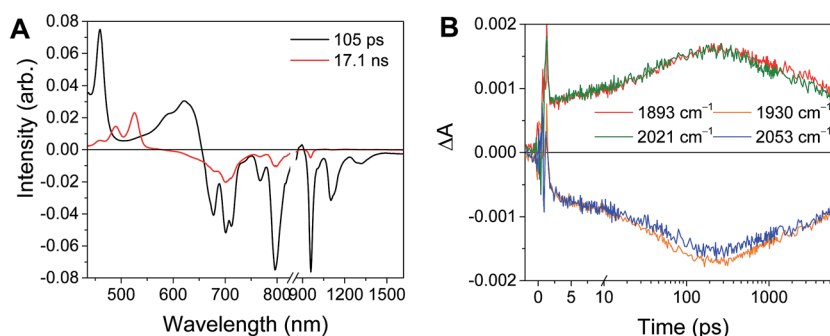 A
Intensity (arb.)
0.08
0.06
0.04
0.02
0.00
-0.02
-0.04
-0.06
-0.08
105 ps
17.1 ns
500
600
700
800
900
1200
1500
Wavelength (nm)
B
ΔA
0.002
0.001
0.000
-0.001
-0.002
1893 cm⁻¹
1930 cm⁻¹
2021 cm⁻¹
2053 cm⁻¹
0
5
10
100
1000
Time (ps)